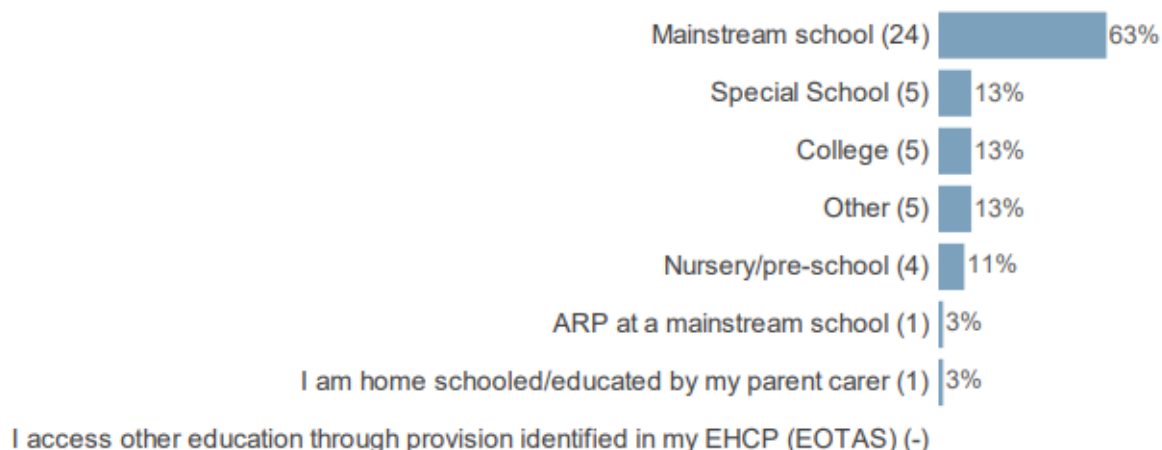 Mainstream school (24) 63%
Special School (5) 13%
College (5) 13%
Other (5) 13%
Nursery/pre-school (4) 11%
ARP at a mainstream school (1) 3%
I am home schooled/educated by my parent carer (1) 3%
I access other education through provision identified in my EHCP (EOTAS) (-)